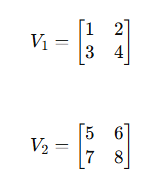 V₁ = [1 2
3 4]
V₂ = [5 6
7 8]